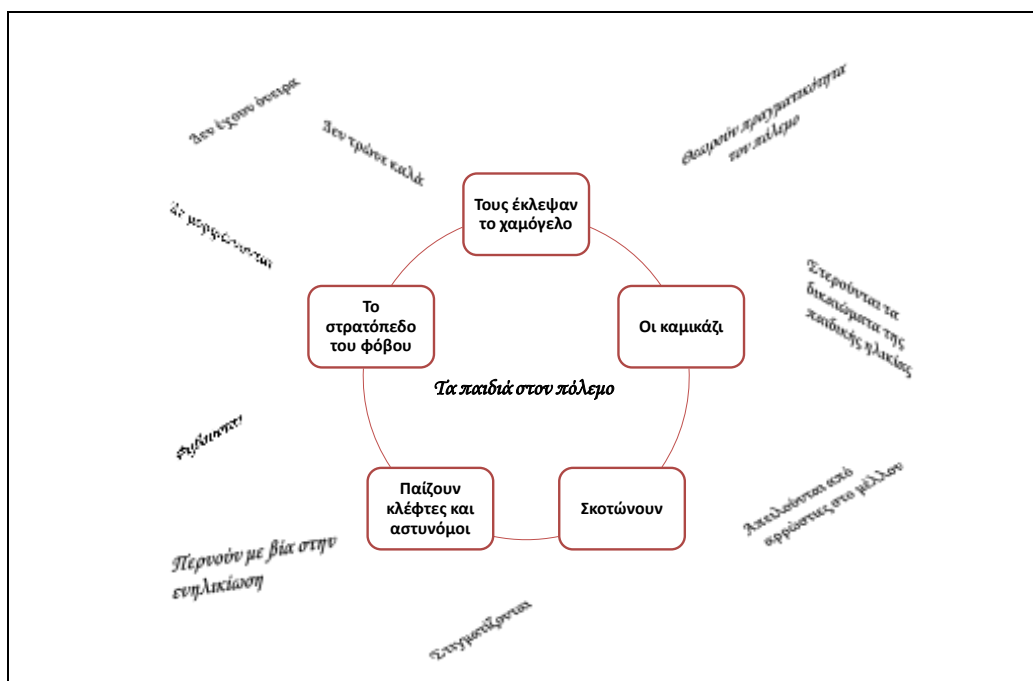 Δεν έχουν όνειρα
Δεν τρώνε καλά
Θεωρούν πραγματικότητα
τον πόλεμο
Τους έκλεψαν
το χαμόγελο
Δε μορφώνονται
Στερούνται τα
δικαιώματα της
παιδικής ηλικίας
Το
στρατόπεδο
του φόβου
Οι καμικάζι
Τα παιδιά στον πόλεμο
Φοβούνται
Παίζουν
κλέφτες και
αστυνόμοι
Σκοτώνουν
Απειλούνται από
αρρώστιες στο μέλλον
Περνούν με βία στην
ενηλικίωση
Στιγματίζονται